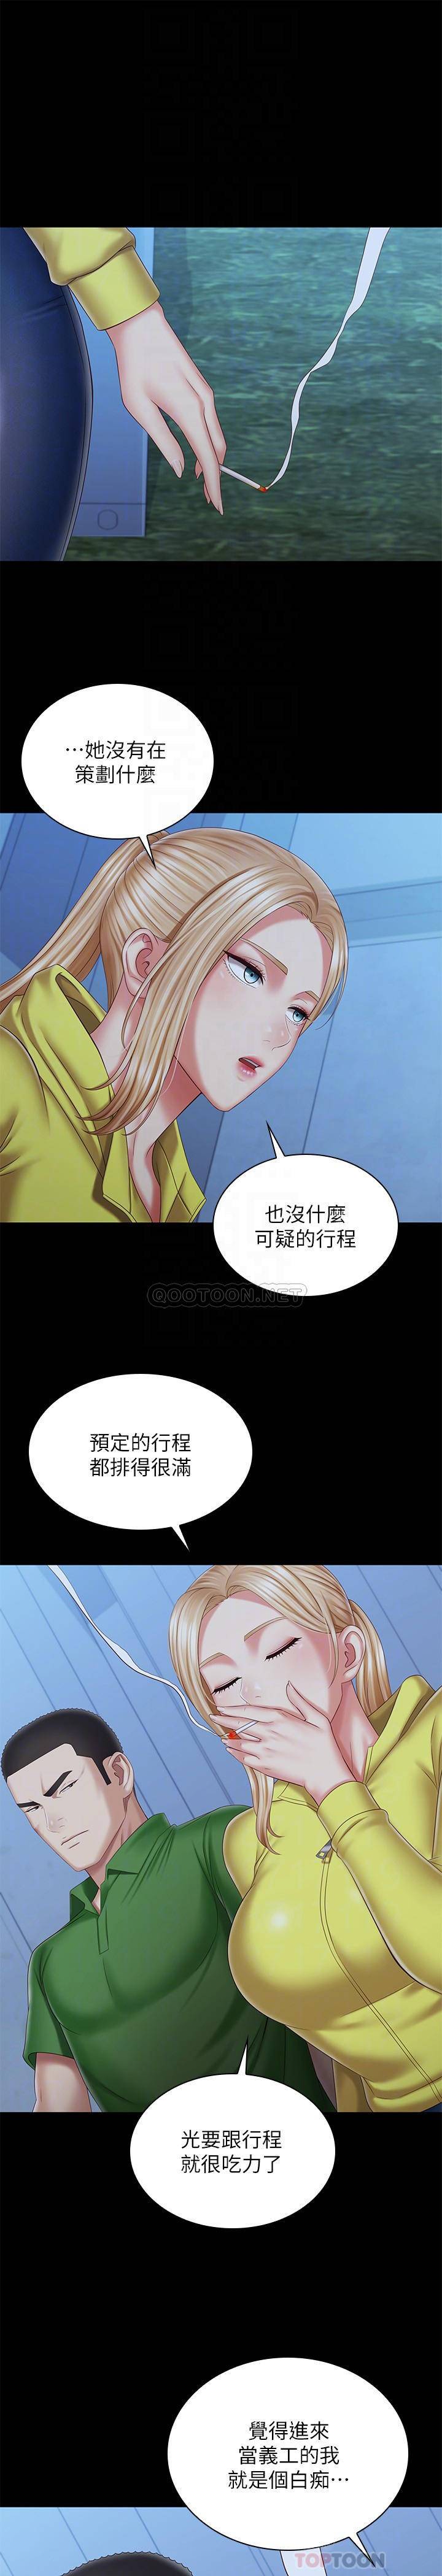 ⋯她沒有在
策劃什麼
也沒什麼
可疑的行程
QOOTOON.NET
預定的行程
都排得很滿
光要跟行程
就很吃力了
覺得進來
當義工的我
就是個白痴⋯
TOPTOON